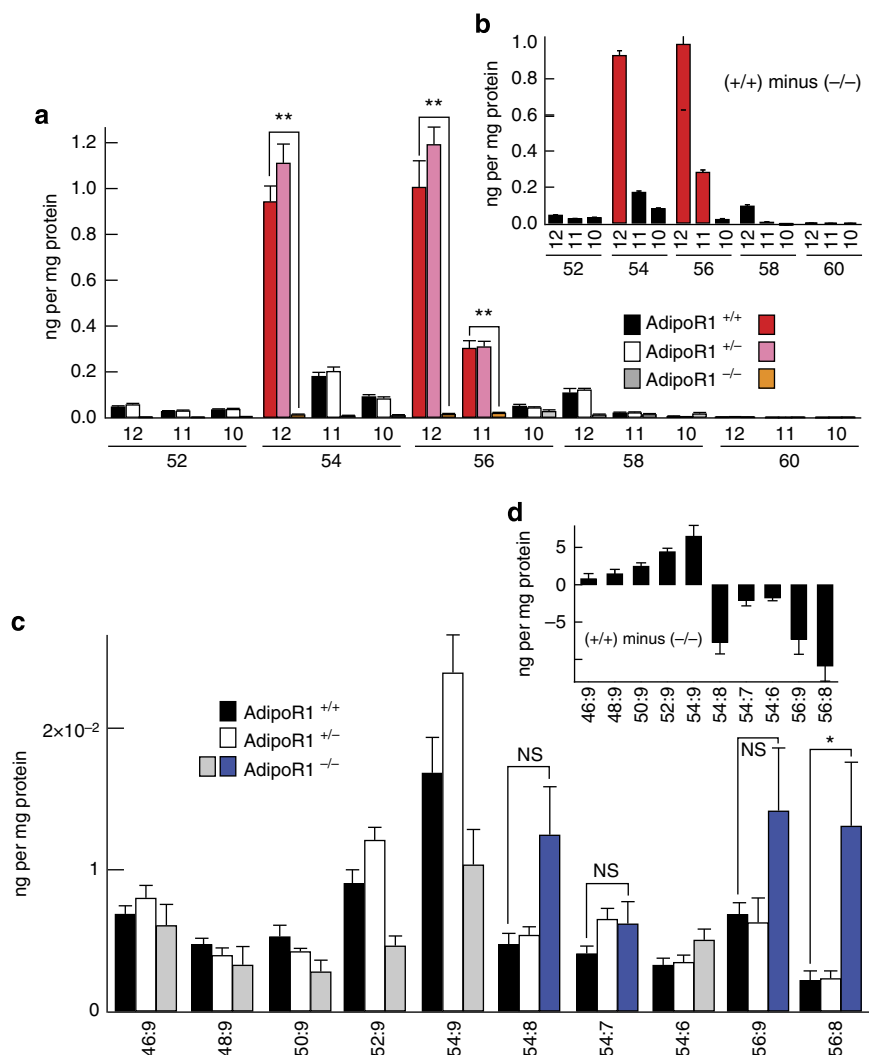 b
1.0
0.8
0.6
0.4
0.2
0.0
ng per mg protein
(+/+) minus (–/–)
12 11 10 12 11 10 12 11 10 12 11 10 12 11 10
52 54 56 58 60
a
** **
**
1.2
1.0
0.8
0.6
0.4
0.2
0.0
ng per mg protein
AdipoR1 +/+
AdipoR1 +/–
AdipoR1 –/–
12 11 10 12 11 10 12 11 10 12 11 10 12 11 10
52 54 56 58 60
d
5
0
–5
ng per mg protein
(+/+) minus (–/–)
46:9 48:9 50:9 52:9 54:9 54:8 54:7 54:6 56:9 56:8
c
AdipoR1 +/+
AdipoR1 +/–
AdipoR1 –/–
2×10–2
1
0
ng per mg protein
NS NS NS *
46:9 48:9 50:9 52:9 54:9 54:8 54:7 54:6 56:9 56:8